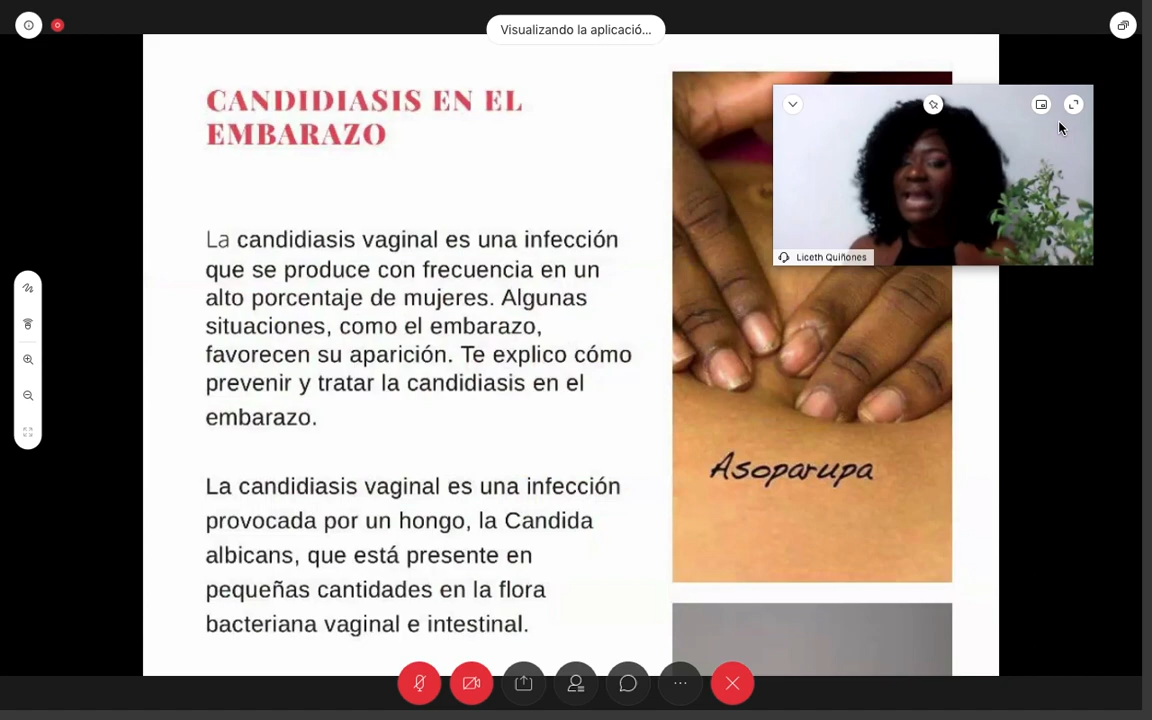 Visualizando la aplicació...
CANDIDIASIS EN EL
EMBARAZO
La candidiasis vaginal es una infección
que se produce con frecuencia en un
alto porcentaje de mujeres. Algunas
situaciones, como el embarazo,
favorecen su aparición. Te explico cómo
prevenir y tratar la candidiasis en el
embarazo.
La candidiasis vaginal es una infección
provocada por un hongo, la Candida
albicans, que está presente en
pequeñas cantidades en la flora
bacteriana vaginal e intestinal.
Liceth Quiñones
Asoparupa